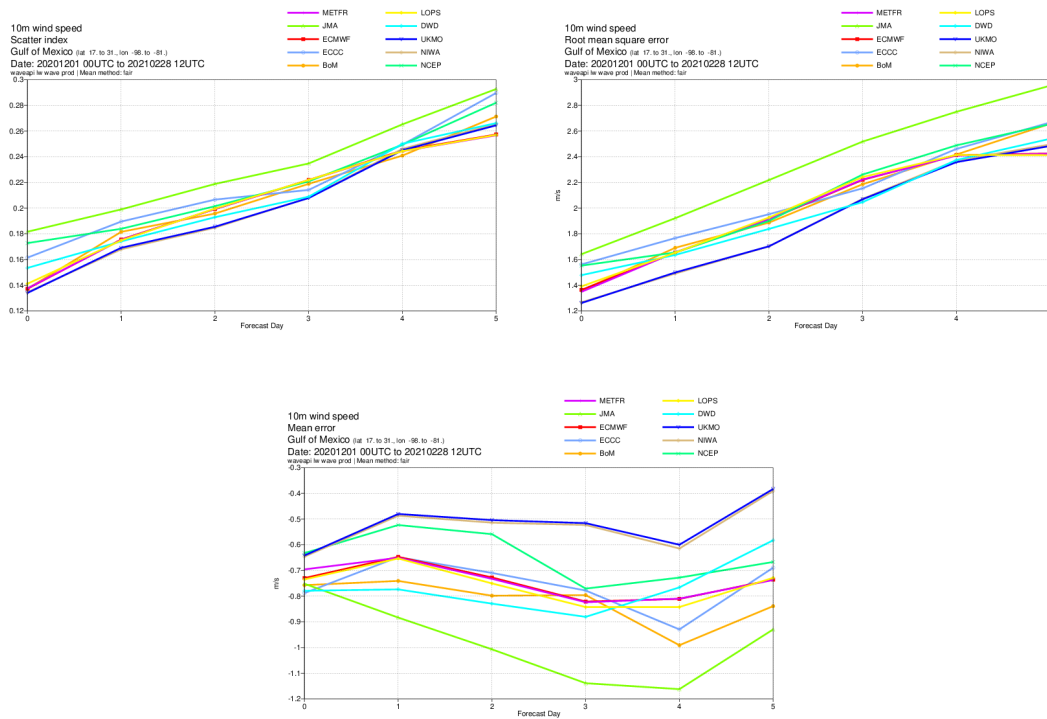 10m wind speed
Scatter index
Gulf of Mexico (lat 17. to 31., lon -98. to -81.)
Date: 20201201 00UTC to 20210228 12UTC
waveapi lw wave prod | Mean method: fair
METFR LOPS
JMA DWD
ECMWF UKMO
ECCC NIWA
BoM NCEP
0.3
0.28
0.26
0.24
0.22
0.2
0.18
0.16
0.14
0.12
0 1 2 3 4 5
Forecast Day
10m wind speed
Root mean square error
Gulf of Mexico (lat 17. to 31., lon -98. to -81.)
Date: 20201201 00UTC to 20210228 12UTC
waveapi lw wave prod | Mean method: fair
METFR LOPS
JMA DWD
ECMWF UKMO
ECCC NIWA
BoM NCEP
m/s
3
2.8
2.6
2.4
2.2
2
1.8
1.6
1.4
1.2
0 1 2 3 4
Forecast Day
10m wind speed
Mean error
Gulf of Mexico (lat 17. to 31., lon -98. to -81.)
Date: 20201201 00UTC to 20210228 12UTC
waveapi lw wave prod | Mean method: fair
METFR LOPS
JMA DWD
ECMWF UKMO
ECCC NIWA
BoM NCEP
m/s
-0.3
-0.4
-0.5
-0.6
-0.7
-0.8
-0.9
-1
-1.1
-1.2
0 1 2 3 4 5
Forecast Day